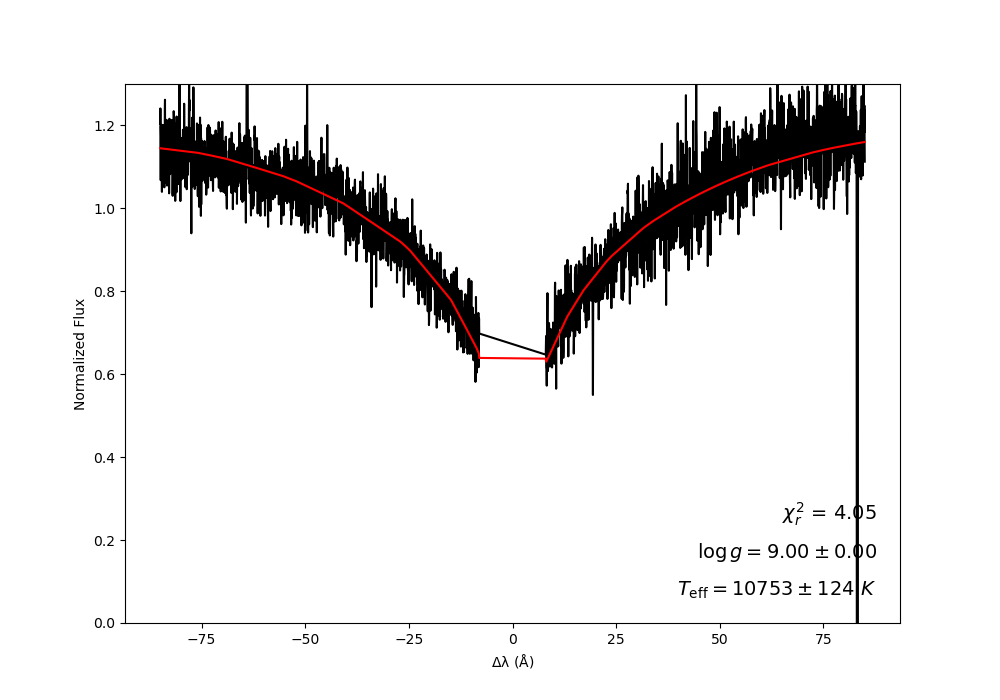 1.2
1.0
0.8
0.6
0.4
0.2
0.0
Normalized Flux
χ²ᵣ = 4.05
log g = 9.00 ± 0.00
T_eff = 10753 ± 124 K
−75
−50
−25
0
25
50
75
Δλ (Å)